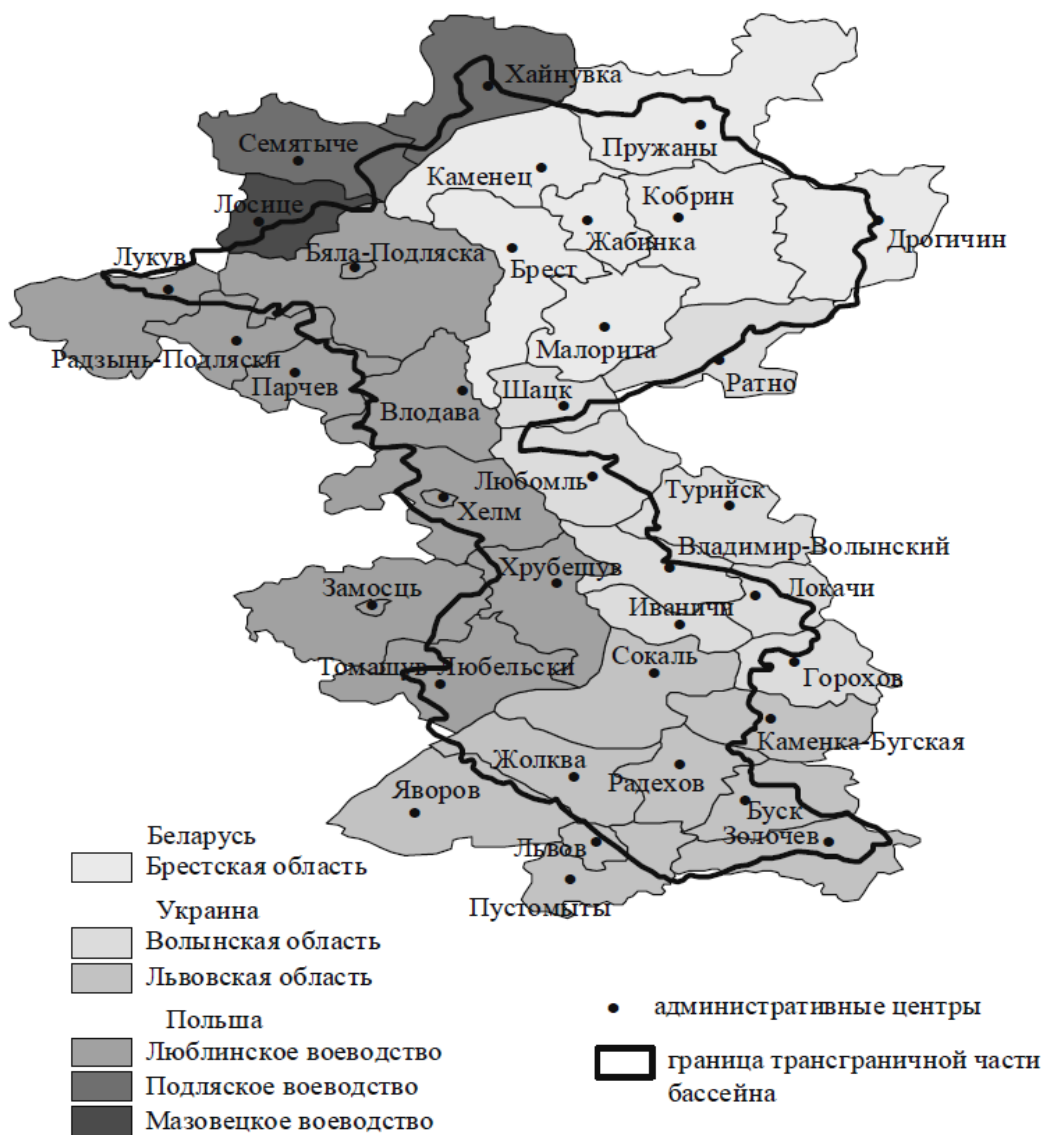 Хайнувка
Семятыче
Пружаны
Каменец
Кобрин
Лосице
Дрогичин
Жабинка
Лукув
Бяла-Подляска
Брест
Радзынь-Подляски
Малорита
Парчев
Шацк
Ратно
Влодава
Любомль
Турийск
Хелм
Владимир-Волынский
Хрубешув
Замосць
Локачи
Иваничи
Сокаль
Томашув-Любельски
Горохов
Каменка-Бугская
Жолква
Радехов
Яворов
Буск
Львов
Золочев
Пустомыты
Беларусь
Брестская область
Украина
Волынская область
Львовская область
Польша
Люблинское воеводство
Подляское воеводство
Мазовецкое воеводство
административные центры
граница трансграничной части
бассейна